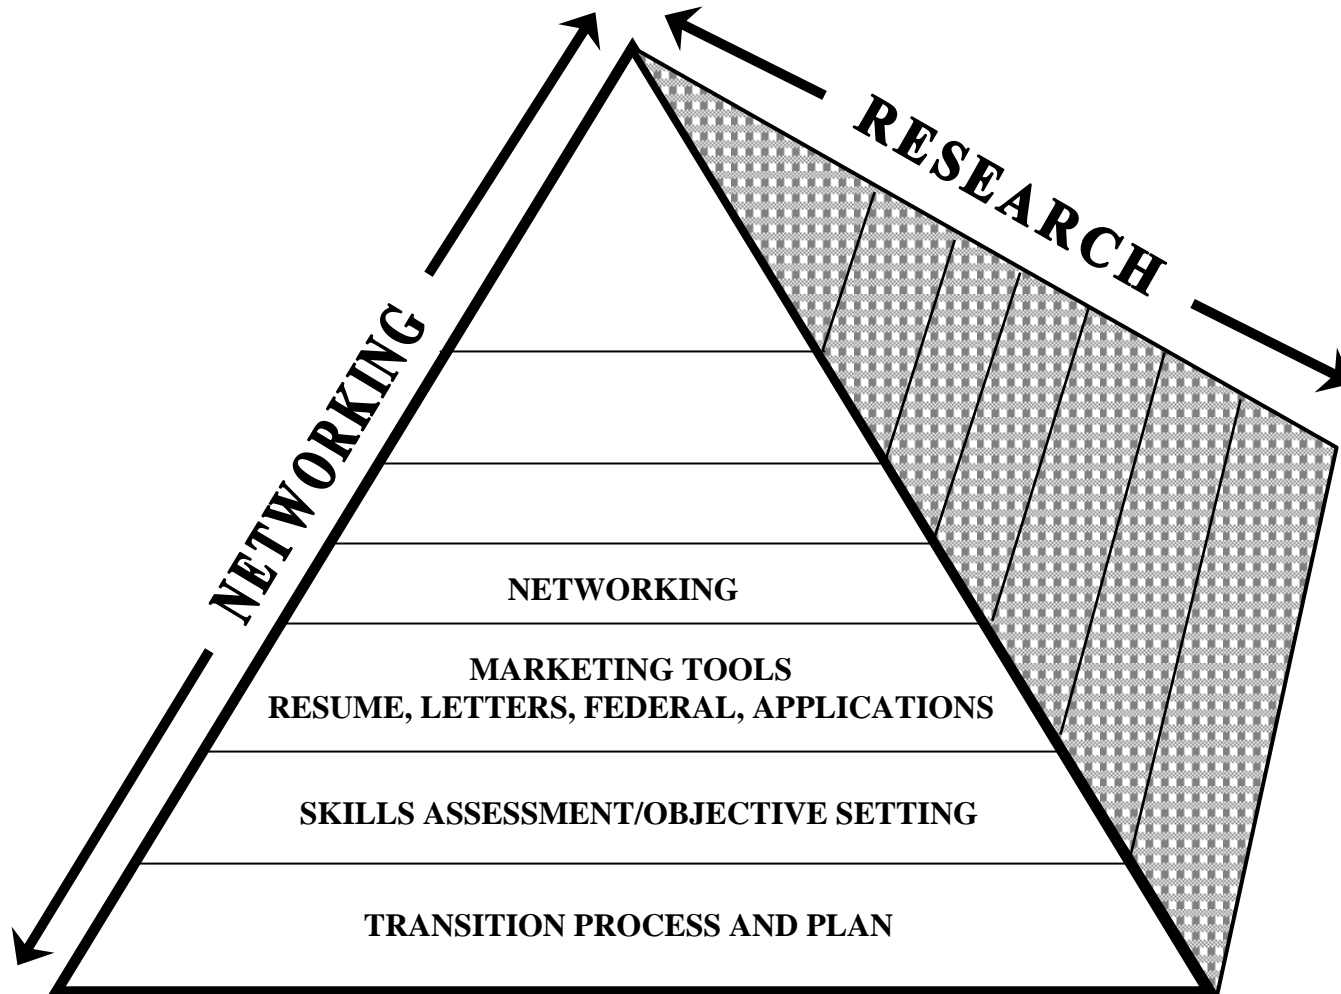 RESEARCH
NETWORKING
NETWORKING
MARKETING TOOLS
RESUME, LETTERS, FEDERAL, APPLICATIONS
SKILLS ASSESSMENT/OBJECTIVE SETTING
TRANSITION PROCESS AND PLAN